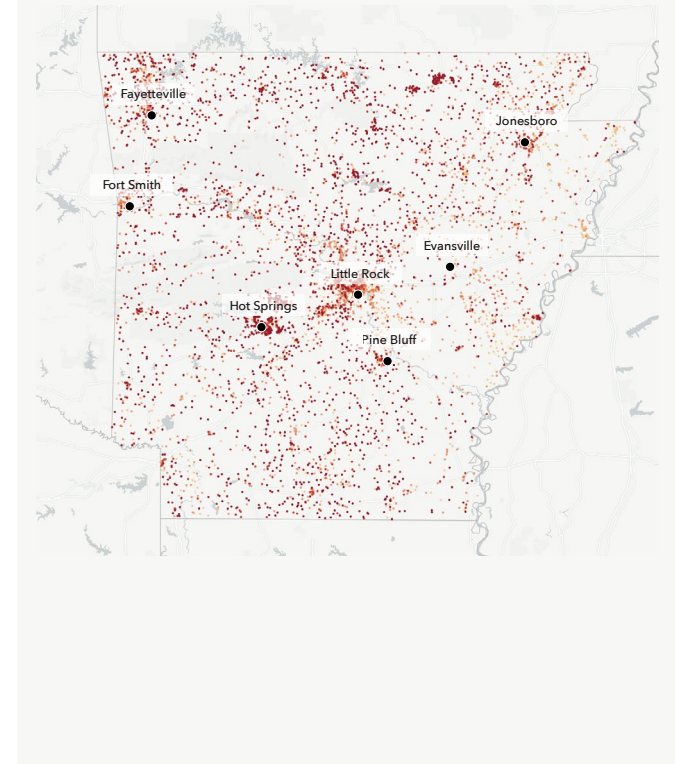 Fayetteville
Jonesboro
Fort Smith
Evansville
Little Rock
Hot Springs
Pine Bluff